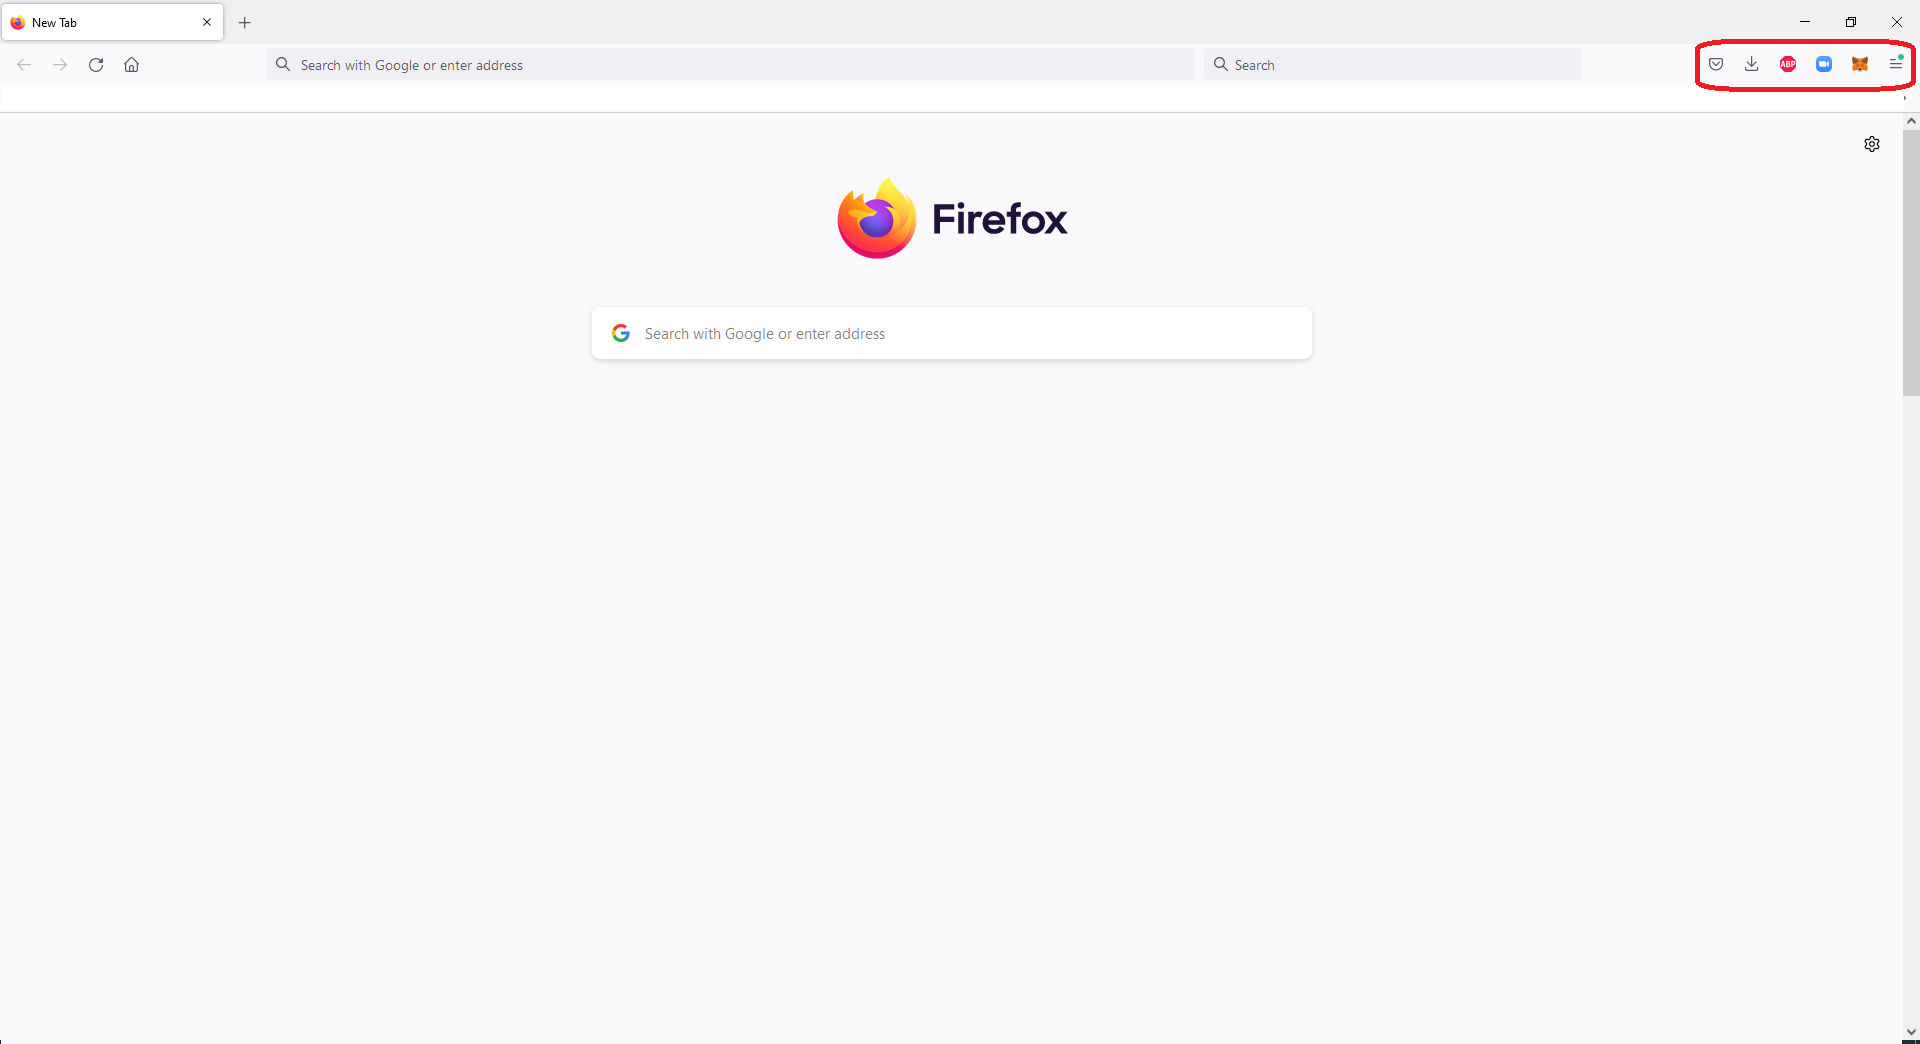 New Tab
Search with Google or enter address
Search
ABP
Firefox
Search with Google or enter address